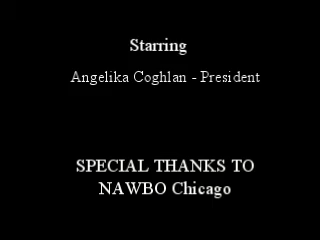 Starring
Angelika Coghlan - President
SPECIAL THANKS TO
NAWBO Chicago